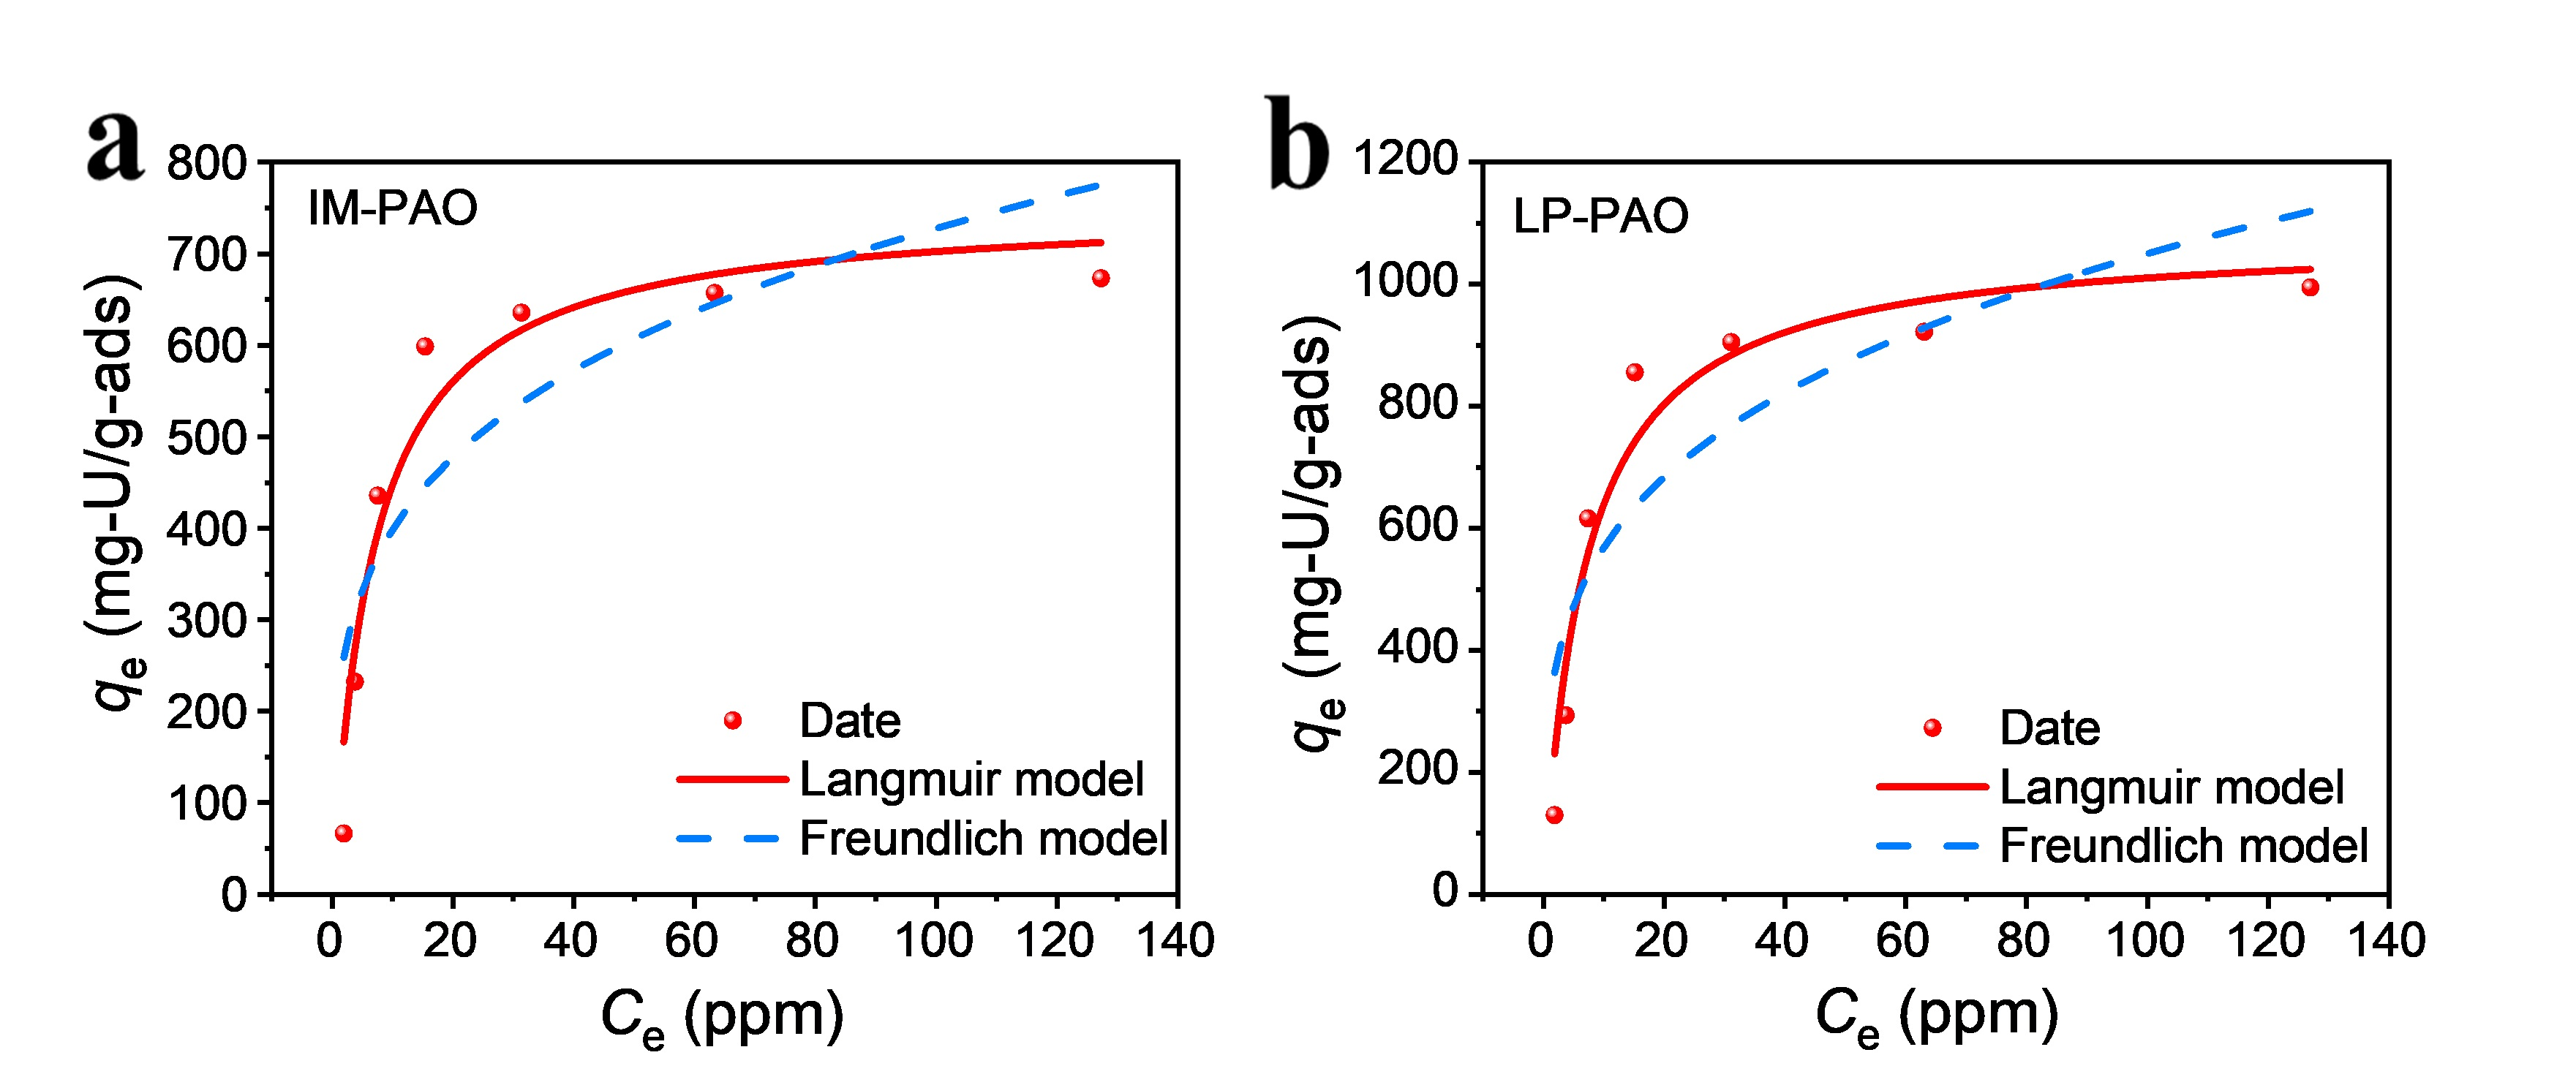 a
800
700
600
500
400
300
200
100
0
qe (mg-U/g-ads)
IM-PAO
Date
Langmuir model
Freundlich model
0 20 40 60 80 100 120 140
Ce (ppm)
b
1200
1000
800
600
400
200
0
qe (mg-U/g-ads)
LP-PAO
Date
Langmuir model
Freundlich model
0 20 40 60 80 100 120 140
Ce (ppm)